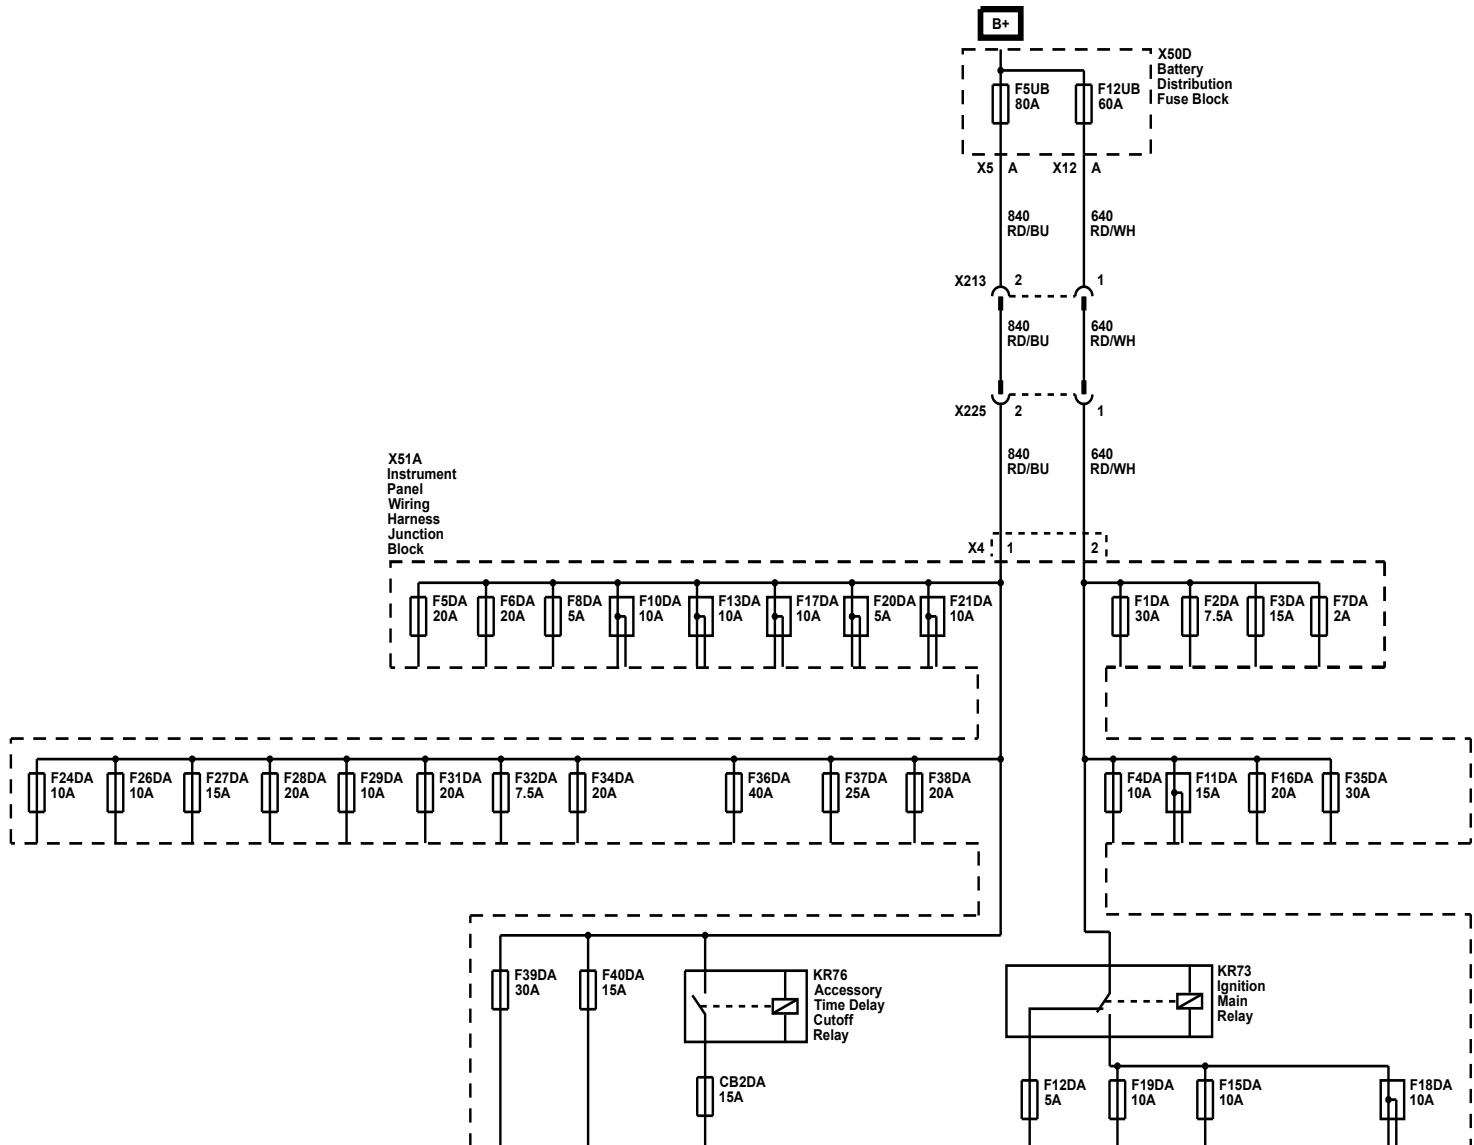 B+
X50D
Battery
Distribution
Fuse Block
F5UB
80A
F12UB
60A
X5 A
X12 A
840
RD/BU
640
RD/WH
X213 2
1
840
RD/BU
640
RD/WH
X225 2
1
840
RD/BU
640
RD/WH
X51A
Instrument
Panel
Wiring
Harness
Junction
Block
X4 1
2
F5DA
20A
F6DA
20A
F8DA
5A
F10DA
10A
F13DA
10A
F17DA
10A
F20DA
5A
F21DA
10A
F1DA
30A
F2DA
7.5A
F3DA
15A
F7DA
2A
F24DA
10A
F26DA
10A
F27DA
15A
F28DA
20A
F29DA
10A
F31DA
20A
F32DA
7.5A
F34DA
20A
F36DA
40A
F37DA
25A
F38DA
20A
F4DA
10A
F11DA
15A
F16DA
20A
F35DA
30A
F39DA
30A
F40DA
15A
KR76
Accessory
Time Delay
Cutoff
Relay
KR73
Ignition
Main
Relay
CB2DA
15A
F12DA
5A
F19DA
10A
F15DA
10A
F18DA
10A